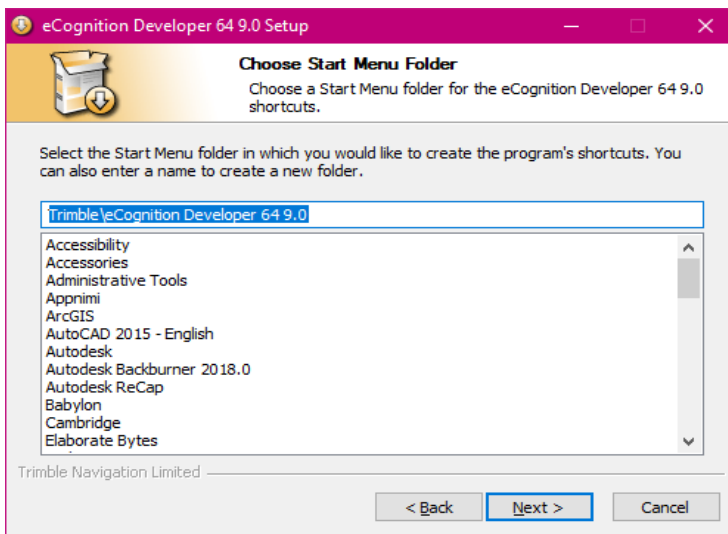 eCognition Developer 64 9.0 Setup
Choose Start Menu Folder
Choose a Start Menu folder for the eCognition Developer 64 9.0
shortcuts.
Select the Start Menu folder in which you would like to create the program's shortcuts. You
can also enter a name to create a new folder.
Trimble\eCognition Developer 64 9.0
Accessibility
Accessories
Administrative Tools
Appnimi
ArcGIS
AutoCAD 2015 - English
Autodesk
Autodesk Backburner 2018.0
Autodesk ReCap
Babylon
Cambridge
Elaborate Bytes
Trimble Navigation Limited
< Back Next > Cancel